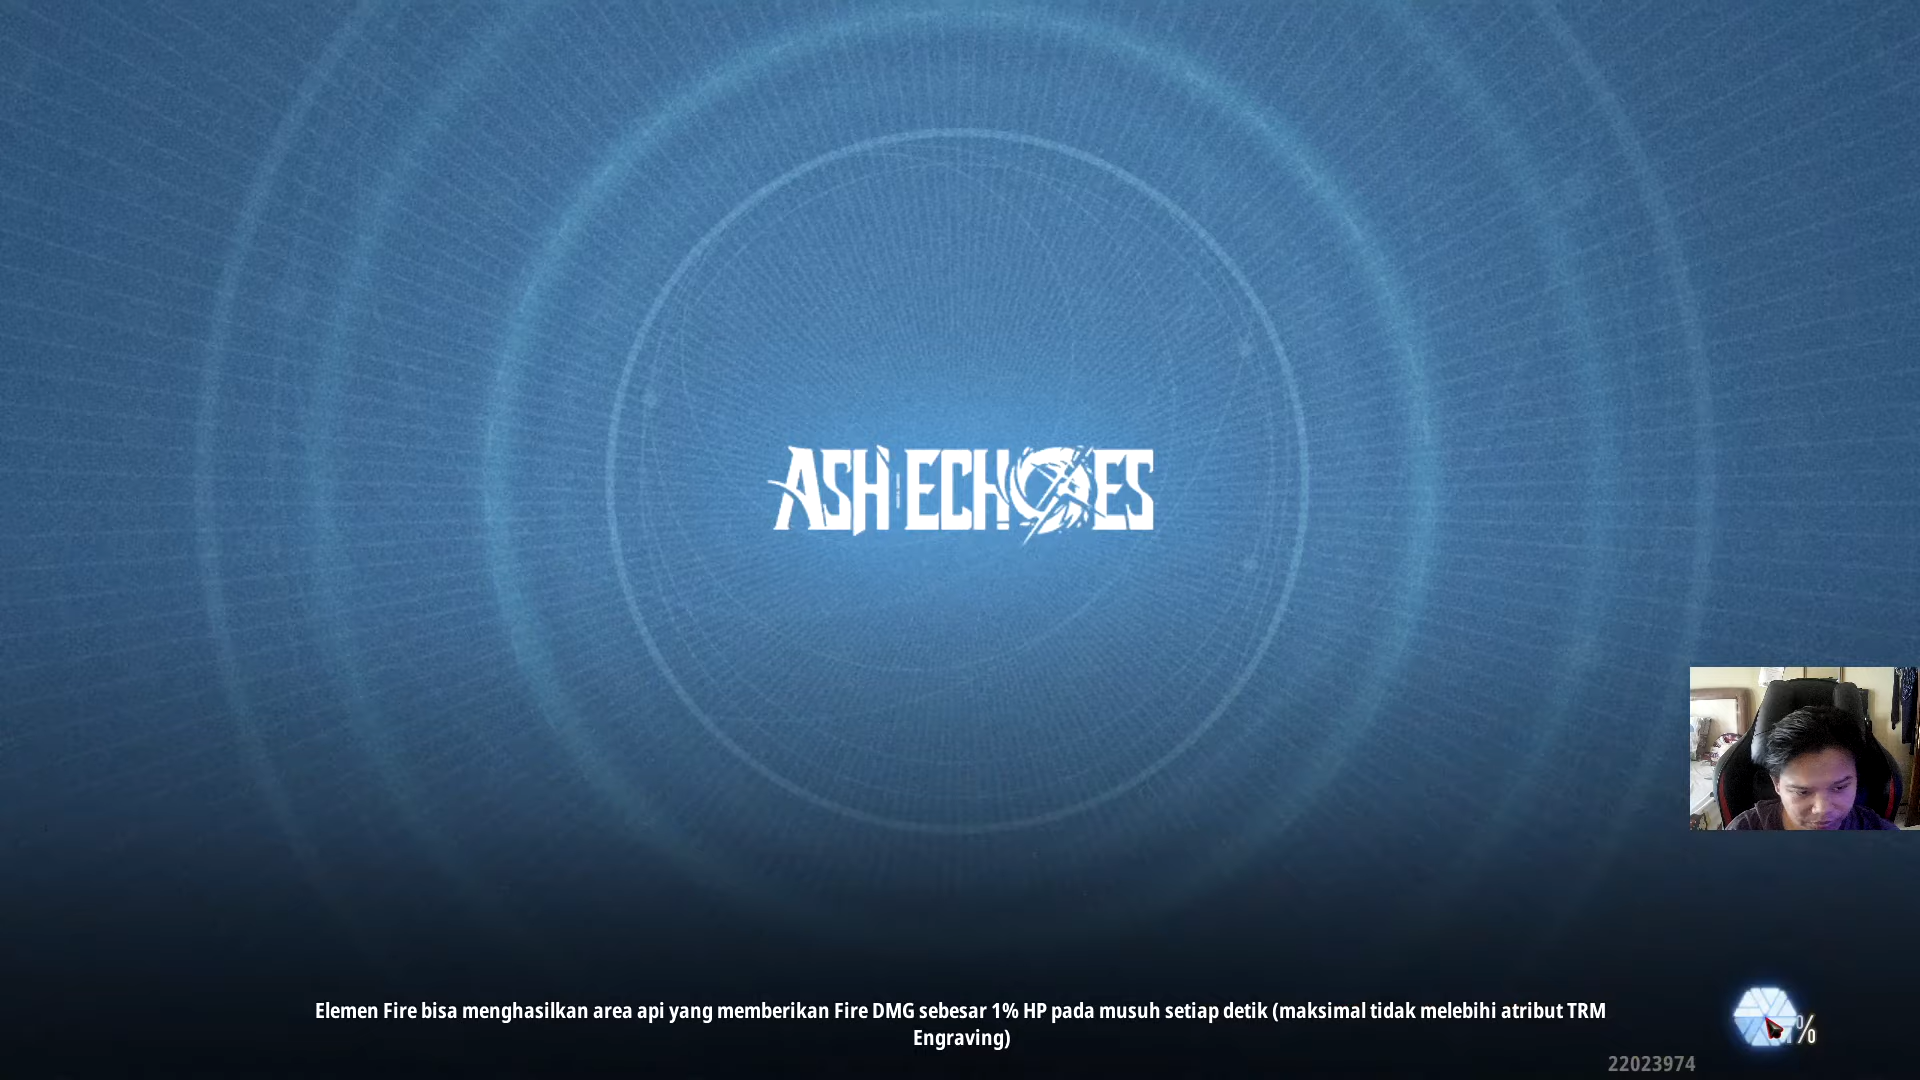 ASH ECHOES
Elemen Fire bisa menghasilkan area api yang memberikan Fire DMG sebesar 1% HP pada musuh setiap detik (maksimal tidak melebihi atribut TRM
Engraving)
%
22023974